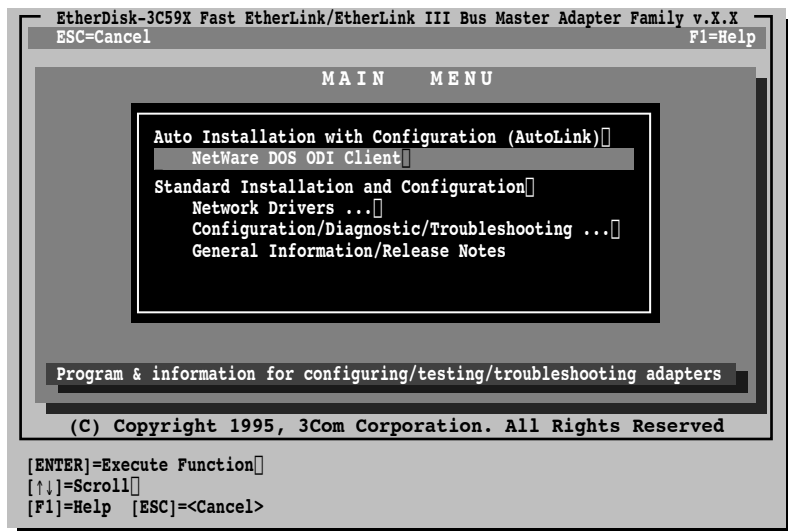 EtherDisk-3C59X Fast EtherLink/EtherLink III Bus Master Adapter Family v.X.X
ESC=Cancel F1=Help
MAIN MENU
Auto Installation with Configuration (AutoLink)
NetWare DOS ODI Client
Standard Installation and Configuration
Network Drivers ...
Configuration/Diagnostic/Troubleshooting ...
General Information/Release Notes
Program & information for configuring/testing/troubleshooting adapters
(C) Copyright 1995, 3Com Corporation. All Rights Reserved
[ENTER]=Execute Function
[↑↓]=Scroll
[F1]=Help [ESC]=<Cancel>